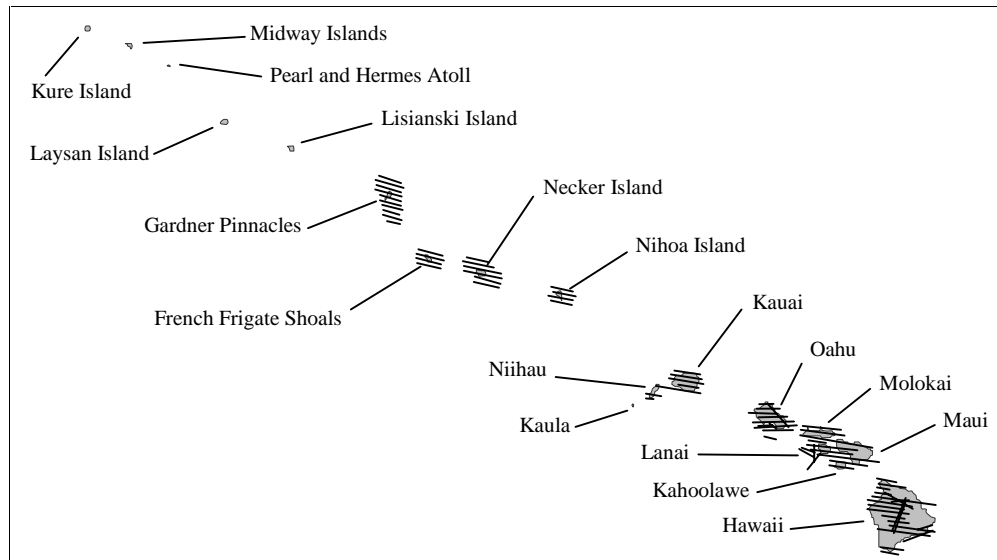 Midway Islands
Pearl and Hermes Atoll
Kure Island
Lisianski Island
Laysan Island
Necker Island
Gardner Pinnacles
Nihoa Island
French Frigate Shoals
Kauai
Oahu
Niihau
Molokai
Kaula
Maui
Lanai
Kahoolawe
Hawaii